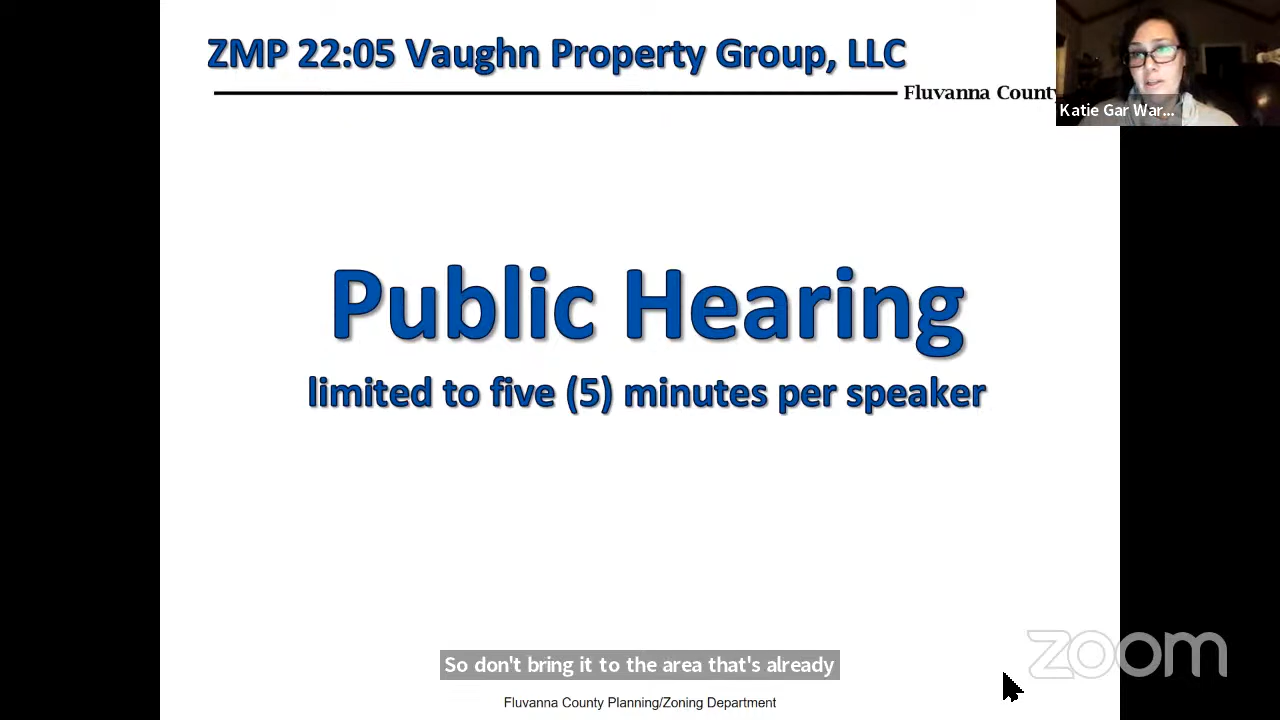 ZMP 22:05 Vaughn Property Group, LLC
Fluvanna County
Katie Gar War...
Public Hearing
limited to five (5) minutes per speaker
zoom
So don't bring it to the area that's already
Fluvanna County Planning/Zoning Department